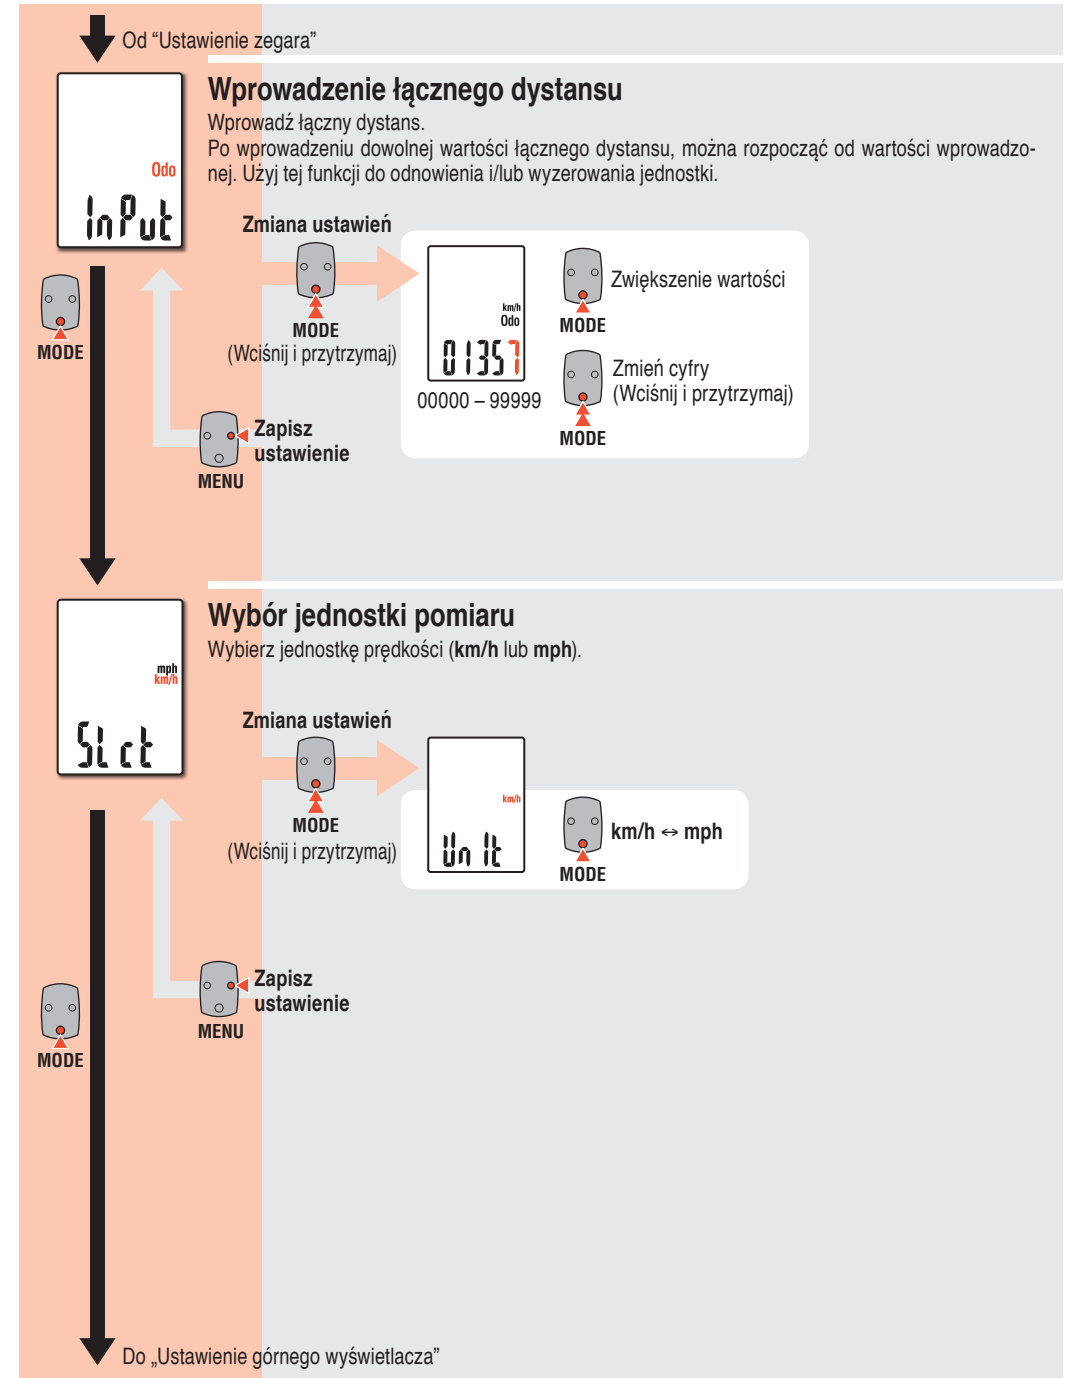 Od “Ustawienie zegara”
Wprowadzenie łącznego dystansu
Wprowadź łączny dystans.
Po wprowadzeniu dowolnej wartości łącznego dystansu, można rozpocząć od wartości wprowadzo-
nej. Użyj tej funkcji do odnowienia i/lub wyzerowania jednostki.
Odo
InPut
MODE
Zmiana ustawień
MODE
(Wciśnij i przytrzymaj)
km/h
Odo
01357
00000 – 99999
Zwiększenie wartości
MODE
Zmień cyfry
(Wciśnij i przytrzymaj)
MODE
Zapisz
ustawienie
MENU
Wybór jednostki pomiaru
Wybierz jednostkę prędkości (km/h lub mph).
mph
km/h
SLct
Zmiana ustawień
MODE
(Wciśnij i przytrzymaj)
km/h
Unit
km/h ↔ mph
MODE
Zapisz
ustawienie
MENU
MODE
Do „Ustawienie górnego wyświetlacza”